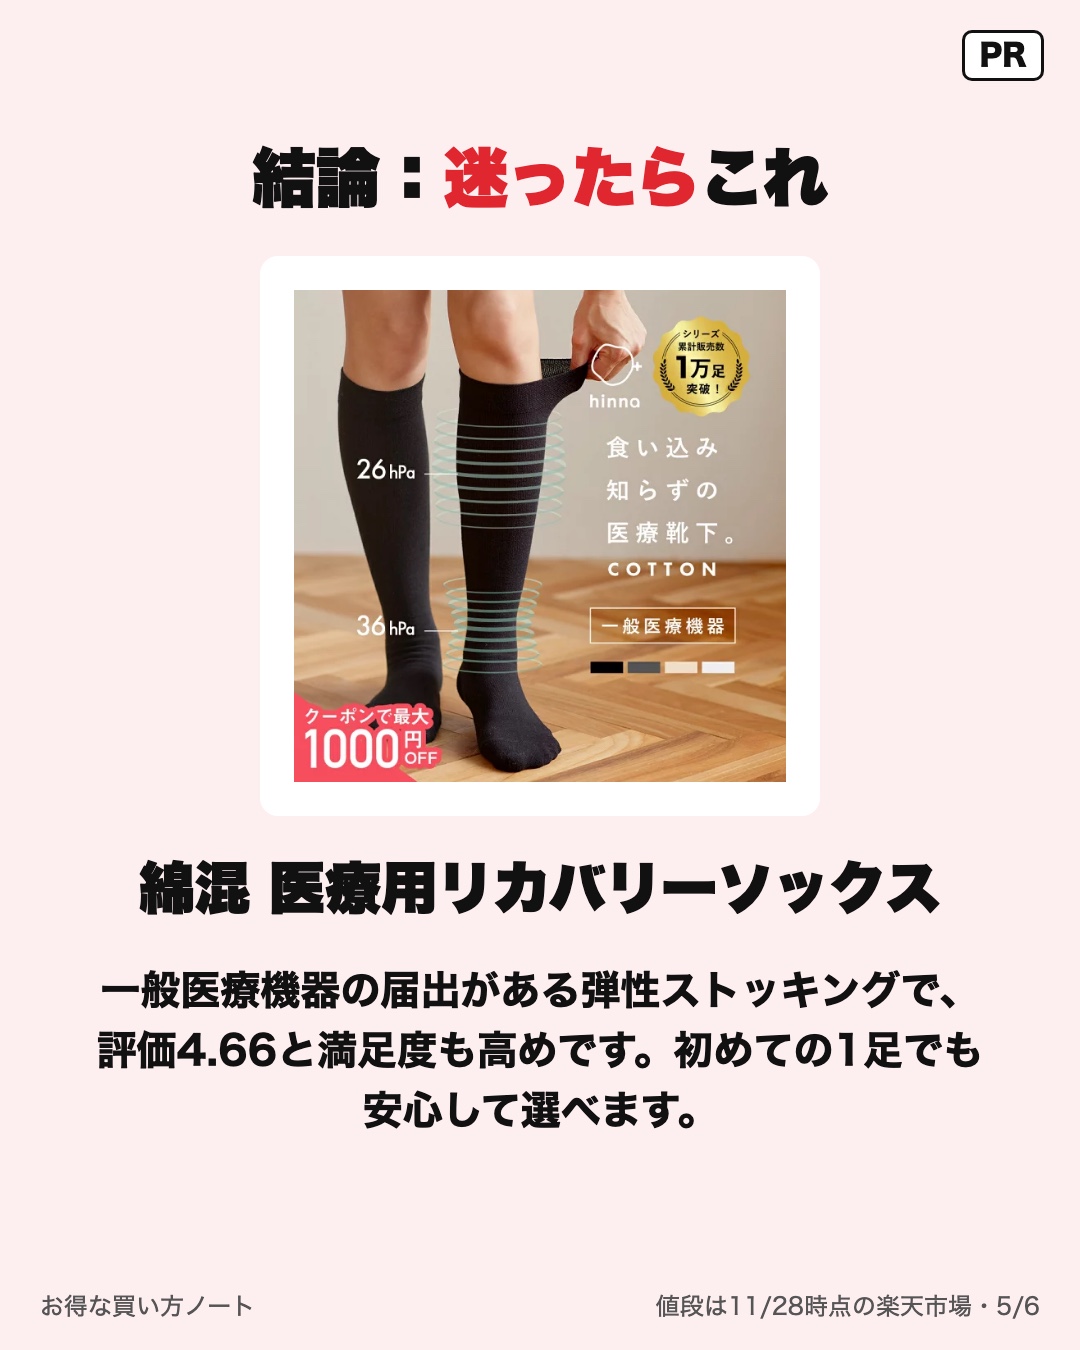 PR
結論：迷ったらこれ
シリーズ
累計販売数
1万足
突破！
hinna
食い込み
知らずの
医療靴下。
COTTON
26hPa
36hPa
一般医療機器
クーポンで最大
1000円OFF
綿混 医療用リカバリーソックス
一般医療機器の届出がある弾性ストッキングで、
評価4.66と満足度も高めです。初めての1足でも
安心して選べます。
お得な買い方ノート
値段は11/28時点の楽天市場・5/6